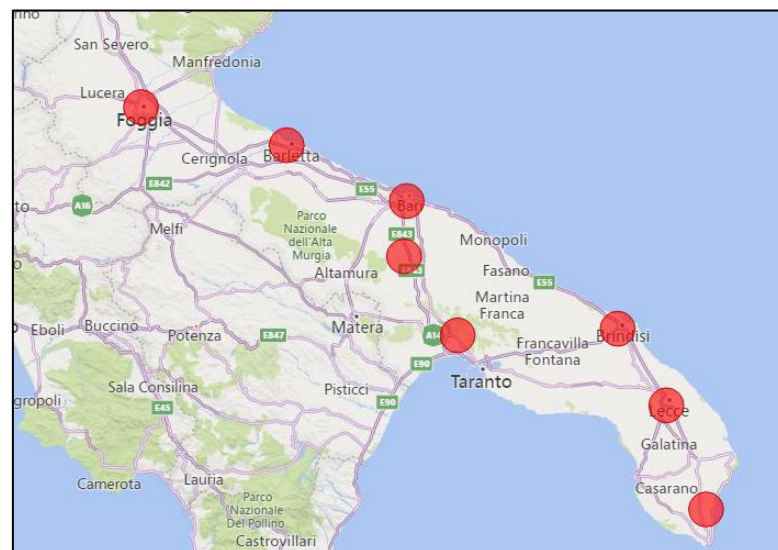 San Severo
Manfredonia
Lucera
Foggia
Cerignola
Barletta
E842
E55
A16
Bari
Parco
Nazionale
dell'Alta
Murgia
E843
Monopoli
Melfi
Altamura
E843
Fasano
E55
Martina
Franca
Eboli
Buccino
Potenza
E847
Matera
A14
Francavilla
Fontana
Brindisi
E90
Taranto
Sala Consilina
Pisticci
E90
E45
Lecce
Galatina
Camerota
Lauria
Casarano
Parco
Nazionale
Del Pollino
Castrovillari